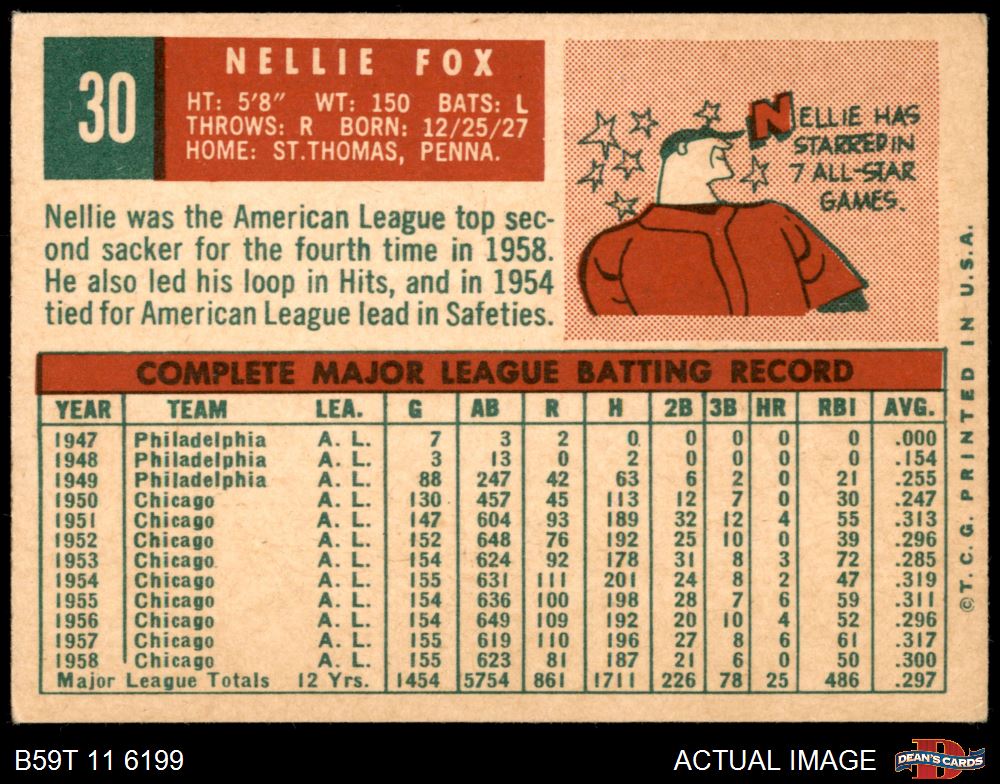 30
NELLIE FOX
HT: 5'8" WT: 150 BATS: L
THROWS: R BORN: 12/25/27
HOME: ST.THOMAS, PENNA.
NELLIE HAS
STARRED IN
7 ALL-STAR
GAMES.
Nellie was the American League top sec-
ond sacker for the fourth time in 1958.
He also led his loop in Hits, and in 1954
tied for American League lead in Safeties.
COMPLETE MAJOR LEAGUE BATTING RECORD
YEAR TEAM LEA. G AB R H 2B 3B HR RBI AVG.
1947 Philadelphia A. L. 7 3 2 0 0 0 0 0 .000
1948 Philadelphia A. L. 3 13 0 2 0 0 0 0 .154
1949 Philadelphia A. L. 88 247 42 63 6 2 0 21 .255
1950 Chicago A. L. 130 457 45 113 12 7 0 30 .247
1951 Chicago A. L. 147 604 93 189 32 12 4 55 .313
1952 Chicago A. L. 152 648 76 192 25 10 0 39 .296
1953 Chicago A. L. 154 624 92 178 31 8 3 72 .285
1954 Chicago A. L. 155 631 111 201 24 8 2 47 .319
1955 Chicago A. L. 154 636 100 198 28 7 6 59 .311
1956 Chicago A. L. 154 649 109 192 20 10 4 52 .296
1957 Chicago A. L. 155 619 110 196 27 8 6 61 .317
1958 Chicago A. L. 155 623 81 187 21 6 0 50 .300
Major League Totals 12 Yrs. 1454 5754 861 1711 226 78 25 486 .297
©T. C. G. PRINTED IN U.S.A.
B59T 11 6199
ACTUAL IMAGE
DEAN'S CARDS